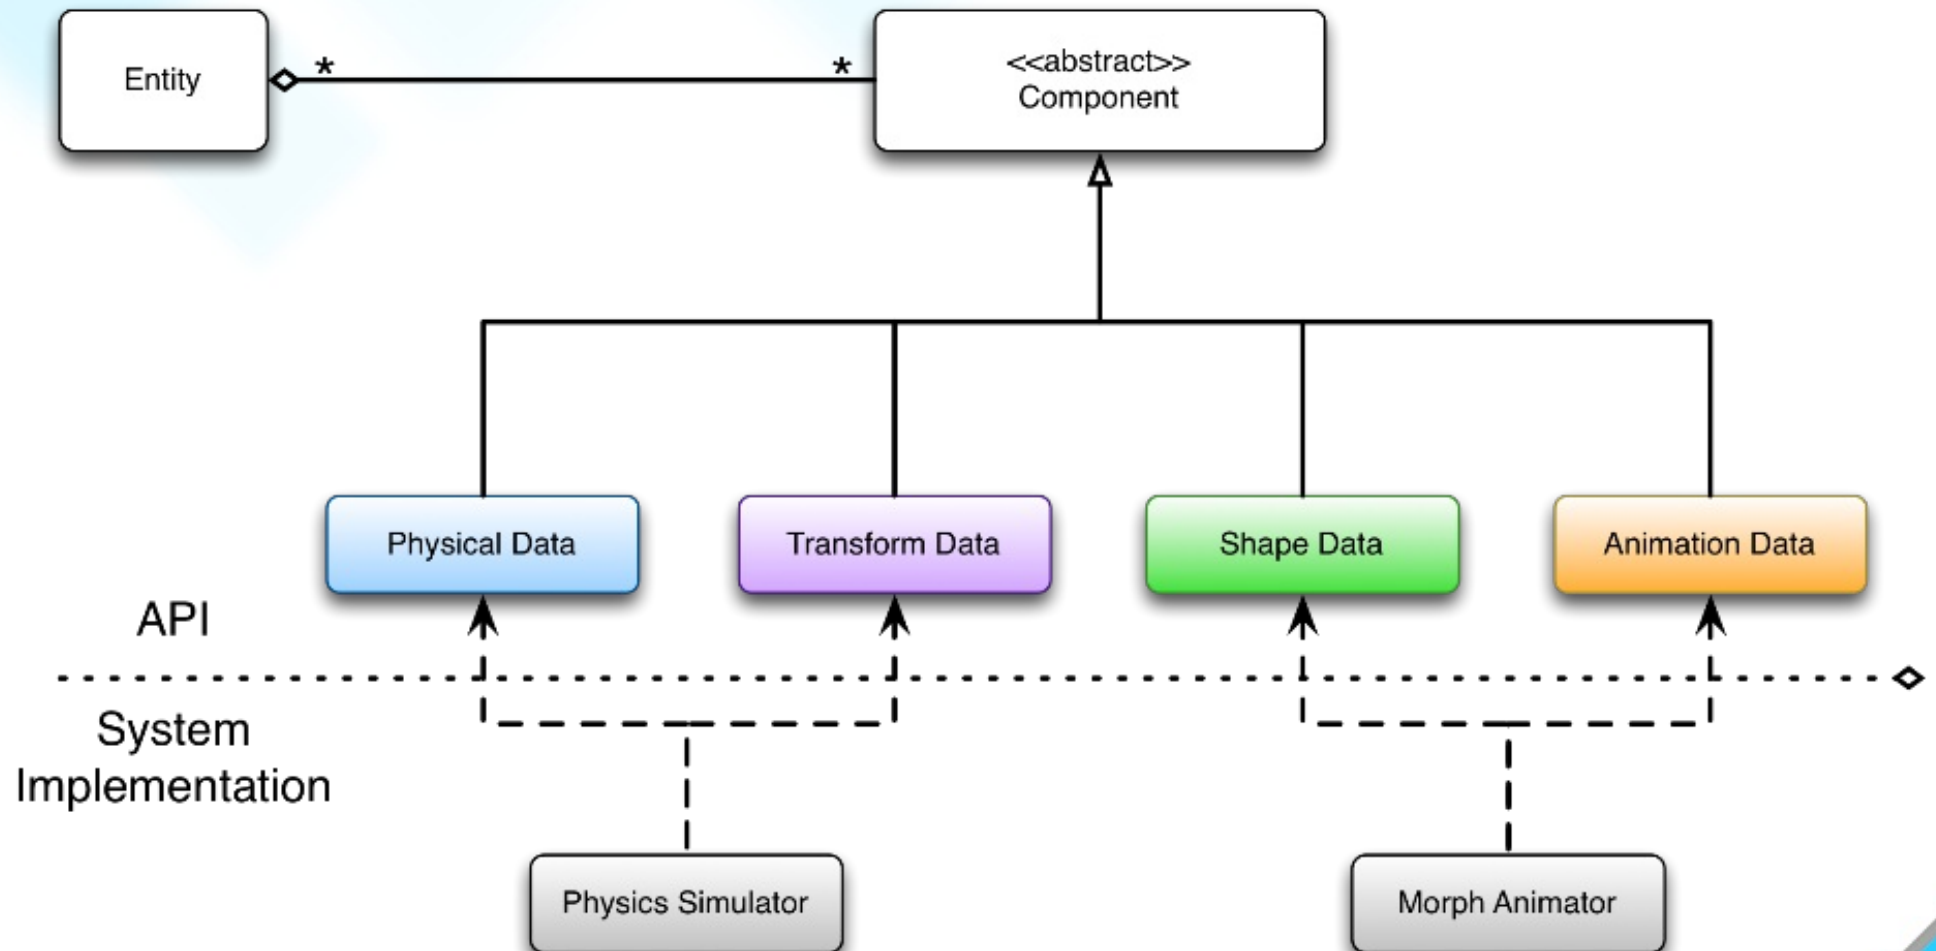 Entity
*
*
<<abstract>>
Component
Physical Data
Transform Data
Shape Data
Animation Data
API
System
Implementation
Physics Simulator
Morph Animator